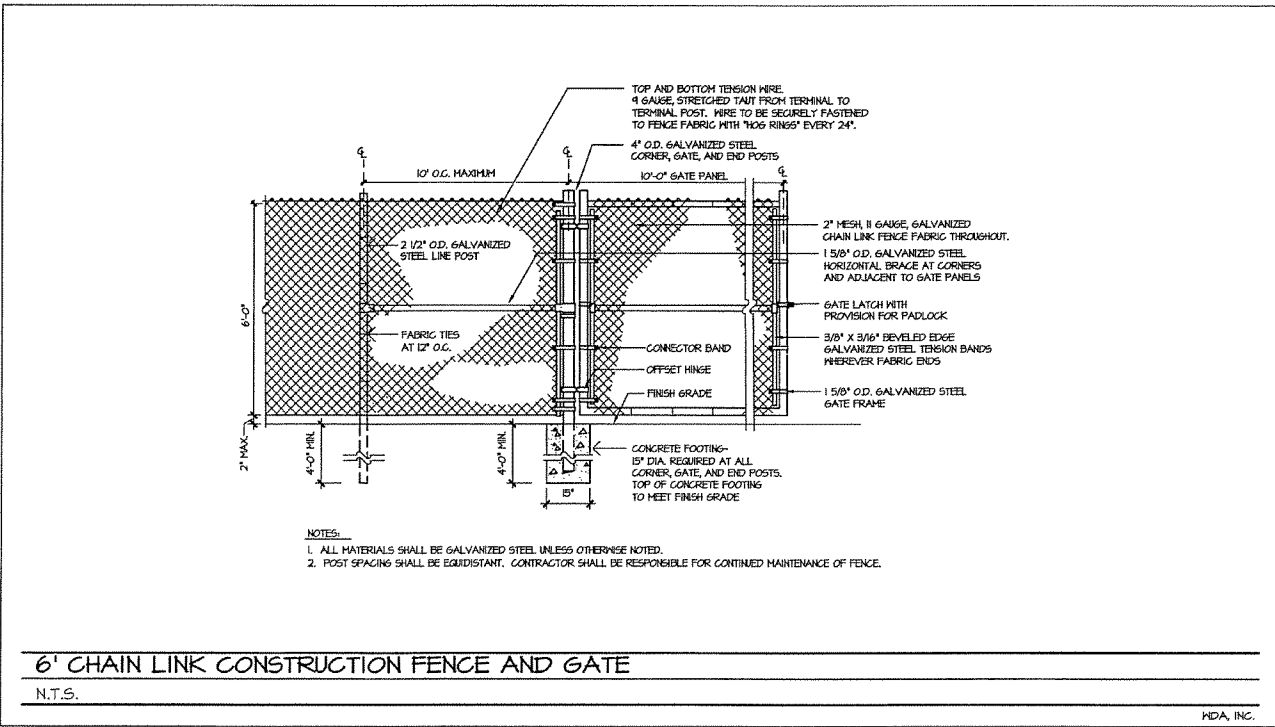 TOP AND BOTTOM TENSION WIRE.
9 GAUGE, STRETCHED TAUT FROM TERMINAL TO
TERMINAL POST. WIRE TO BE SECURELY FASTENED
TO FENCE FABRIC WITH "HOG RINGS" EVERY 24".
4" O.D. GALVANIZED STEEL
CORNER, GATE, AND END POSTS
10' O.C. MAXIMUM
10'-0" GATE PANEL
2" MESH, 11 GAUGE, GALVANIZED
CHAIN LINK FENCE FABRIC THROUGHOUT.
2 1/2" O.D. GALVANIZED
STEEL LINE POST
1 5/8" O.D. GALVANIZED STEEL
HORIZONTAL BRACE AT CORNERS
AND ADJACENT TO GATE PANELS
6'-0"
GATE LATCH WITH
PROVISION FOR PADLOCK
FABRIC TIES
AT 12" O.C.
3/8" X 3/16" BEVELED EDGE
GALVANIZED STEEL TENSION BANDS
WHEREVER FABRIC ENDS
CONNECTOR BAND
OFFSET HINGE
FINISH GRADE
1 5/8" O.D. GALVANIZED STEEL
GATE FRAME
2" MAX.
4'-0" MIN.
4'-0" MIN.
CONCRETE FOOTING-
15" DIA. REQUIRED AT ALL
CORNER, GATE, AND END POSTS.
TOP OF CONCRETE FOOTING
TO MEET FINISH GRADE
15"
NOTES:
1. ALL MATERIALS SHALL BE GALVANIZED STEEL UNLESS OTHERWISE NOTED.
2. POST SPACING SHALL BE EQUIDISTANT. CONTRACTOR SHALL BE RESPONSIBLE FOR CONTINUED MAINTENANCE OF FENCE.
6' CHAIN LINK CONSTRUCTION FENCE AND GATE
N.T.S.
WDA, INC.